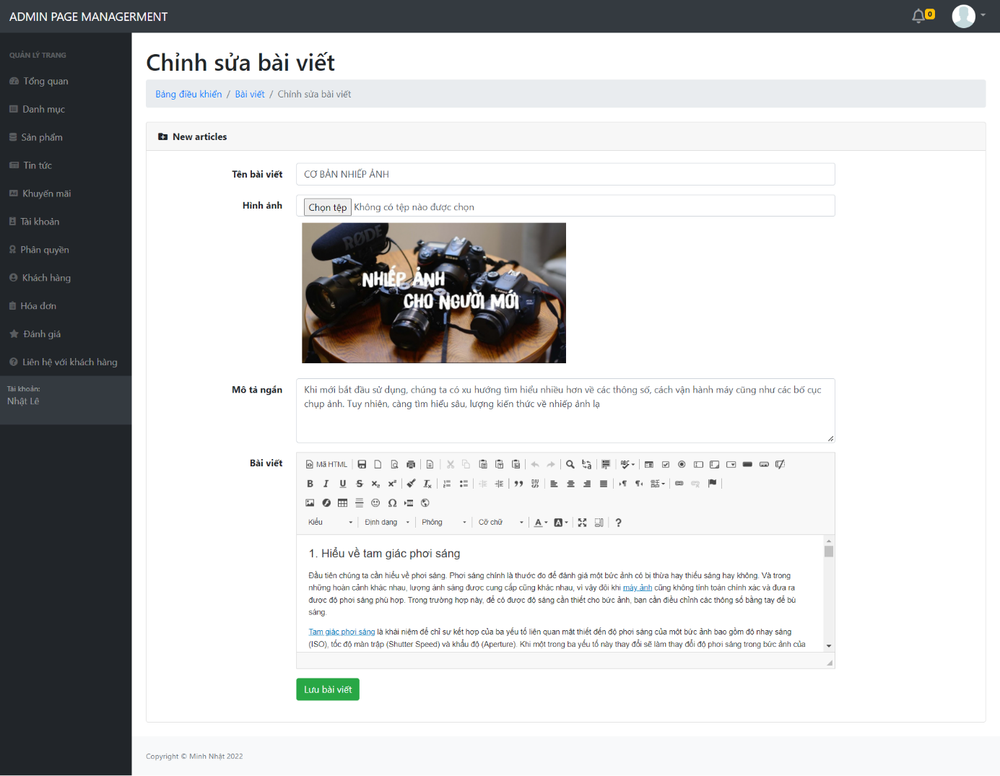 ADMIN PAGE MANAGERMENT
0
QUẢN LÝ TRANG
Tổng quan
Danh mục
Sản phẩm
Tin tức
Khuyến mãi
Tài khoản
Phân quyền
Khách hàng
Hóa đơn
Đánh giá
Liên hệ với khách hàng
Tài khoản:
Nhật Lê
Chỉnh sửa bài viết
Bảng điều khiển / Bài viết / Chỉnh sửa bài viết
New articles
Tên bài viết
CƠ BẢN NHIẾP ẢNH
Hình ảnh
Chọn tệp Không có tệp nào được chọn
RØDE
NHIẾP ẢNH
CHO NGƯỜI MỚI
Mô tả ngắn
Khi mới bắt đầu sử dụng, chúng ta có xu hướng tìm hiểu nhiều hơn về các thông số, cách vận hành máy cũng như các bố cục
chụp ảnh. Tuy nhiên, càng tìm hiểu sâu, lượng kiến thức về nhiếp ảnh lạ
Bài viết
Mã HTML
Kiểu Định dạng Phông Cỡ chữ
1. Hiểu về tam giác phơi sáng
Đầu tiên chúng ta cần hiểu về phơi sáng. Phơi sáng chính là thước đo để đánh giá một bức ảnh có bị thừa hay thiếu sáng hay không. Và trong
những hoàn cảnh khác nhau, lượng ánh sáng được cung cấp cũng khác nhau, vì vậy đôi khi máy ảnh cũng không tính toán chính xác và đưa ra
được độ phơi sáng phù hợp. Trong trường hợp này, để có được độ sáng cần thiết cho bức ảnh, bạn cần điều chỉnh các thông số bằng tay để bù
sáng.
Tam giác phơi sáng là khái niệm để chỉ sự kết hợp của ba yếu tố liên quan mật thiết đến độ phơi sáng của một bức ảnh bao gồm độ nhạy sáng
(ISO), tốc độ màn trập (Shutter Speed) và khẩu độ (Aperture). Khi một trong ba yếu tố này thay đổi sẽ làm thay đổi độ phơi sáng trong bức ảnh của
Lưu bài viết
Copyright © Minh Nhật 2022